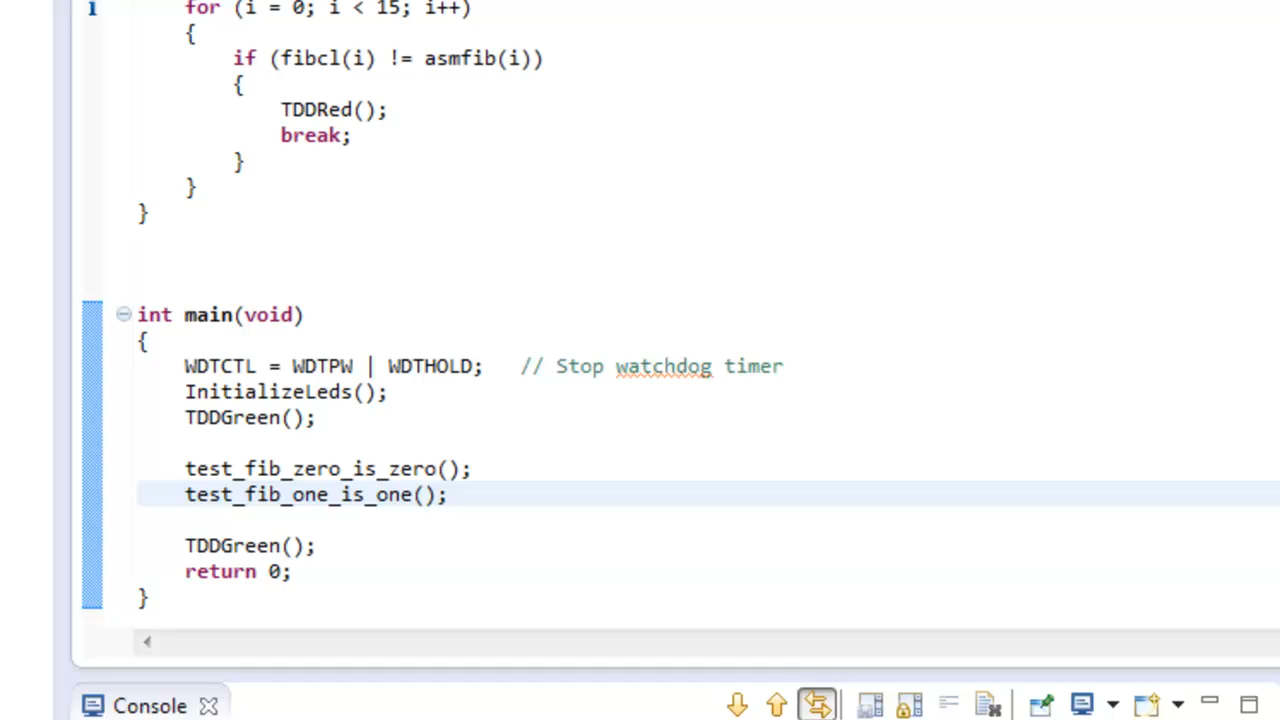 for (i = 0; i < 15; i++)
{
if (fibcl(i) != asmfib(i))
{
TDDRed();
break;
}
}
}
int main(void)
{
WDTCTL = WDTPW | WDTHOLD; // Stop watchdog timer
InitializeLeds();
TDDGreen();
test_fib_zero_is_zero();
test_fib_one_is_one();
TDDGreen();
return 0;
}
Console